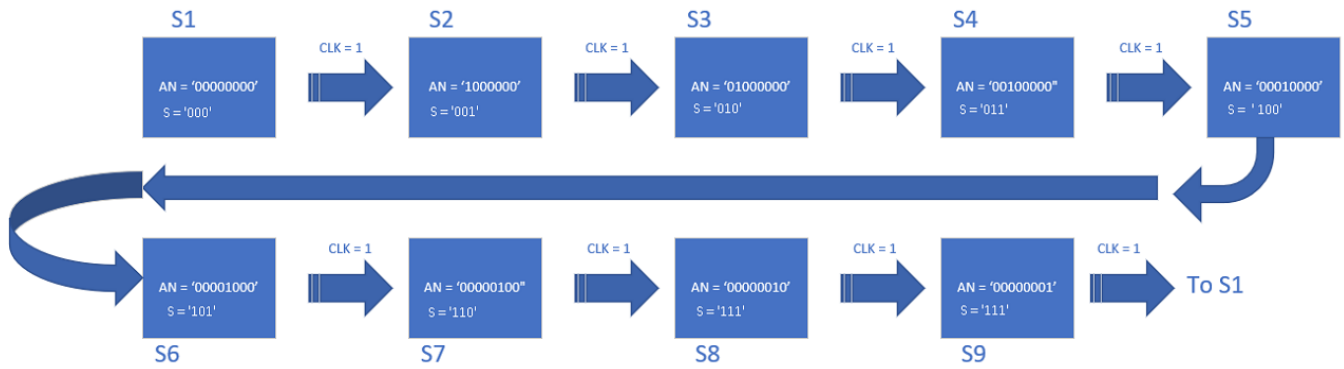 S1
S2
S3
S4
S5
CLK = 1
CLK = 1
CLK = 1
CLK = 1
AN = ‘00000000’
S = '000'
AN = ‘1000000’
S = '001'
AN = ‘01000000’
S = '010'
AN = ‘00100000"
S = '011'
AN = ‘00010000’
S = ' 100'
CLK = 1
CLK = 1
CLK = 1
CLK = 1
AN = ‘00001000’
S = '101'
AN = ‘00000100"
S = '110'
AN = ‘00000010’
S = '111'
AN = ‘00000001’
S = '111'
To S1
S6
S7
S8
S9